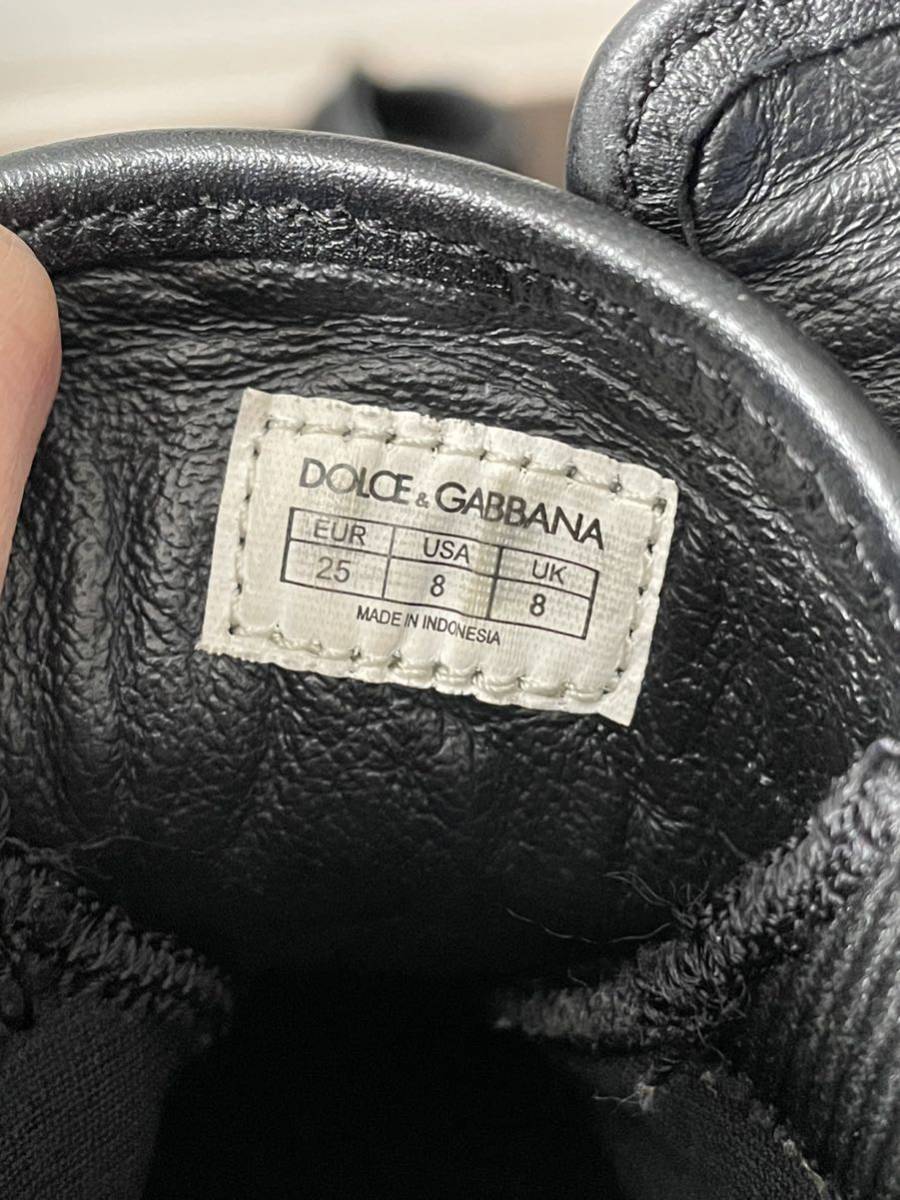 DOLCE & GABBANA
EUR USA UK
25 8 8
MADE IN INDONESIA